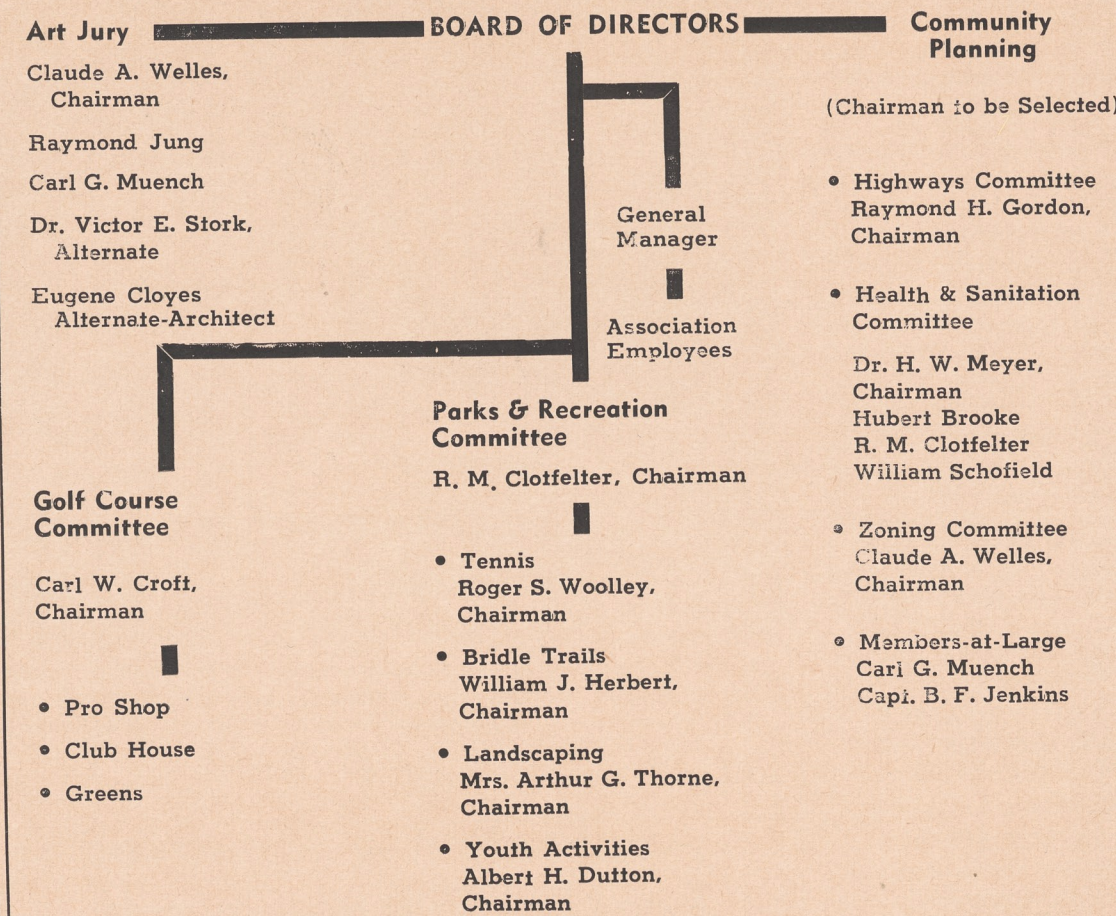 BOARD OF DIRECTORS
Art Jury
Claude A. Welles,
Chairman
Raymond Jung
Carl G. Muench
Dr. Victor E. Stork,
Alternate
Eugene Cloyes
Alternate-Architect
General
Manager
Association
Employees
Community
Planning
(Chairman to be Selected)
• Highways Committee
Raymond H. Gordon,
Chairman
• Health & Sanitation
Committee
Dr. H. W. Meyer,
Chairman
Hubert Brooke
R. M. Clotfelter
William Schofield
• Zoning Committee
Claude A. Welles,
Chairman
• Members-at-Large
Carl G. Muench
Capt. B. F. Jenkins
Golf Course
Committee
Carl W. Croft,
Chairman
• Pro Shop
• Club House
• Greens
Parks & Recreation
Committee
R. M. Clotfelter, Chairman
• Tennis
Roger S. Woolley,
Chairman
• Bridle Trails
William J. Herbert,
Chairman
• Landscaping
Mrs. Arthur G. Thorne,
Chairman
• Youth Activities
Albert H. Dutton,
Chairman